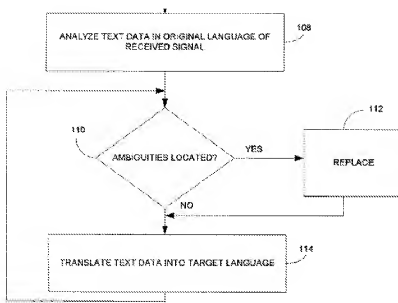 ANALYZE TEXT DATA IN ORIGINAL LANGUAGE OF
RECEIVED SIGNAL
108
112
110
AMBIGUITIES LOCATED?
YES
REPLACE
NO
114
TRANSLATE TEXT DATA INTO TARGET LANGUAGE